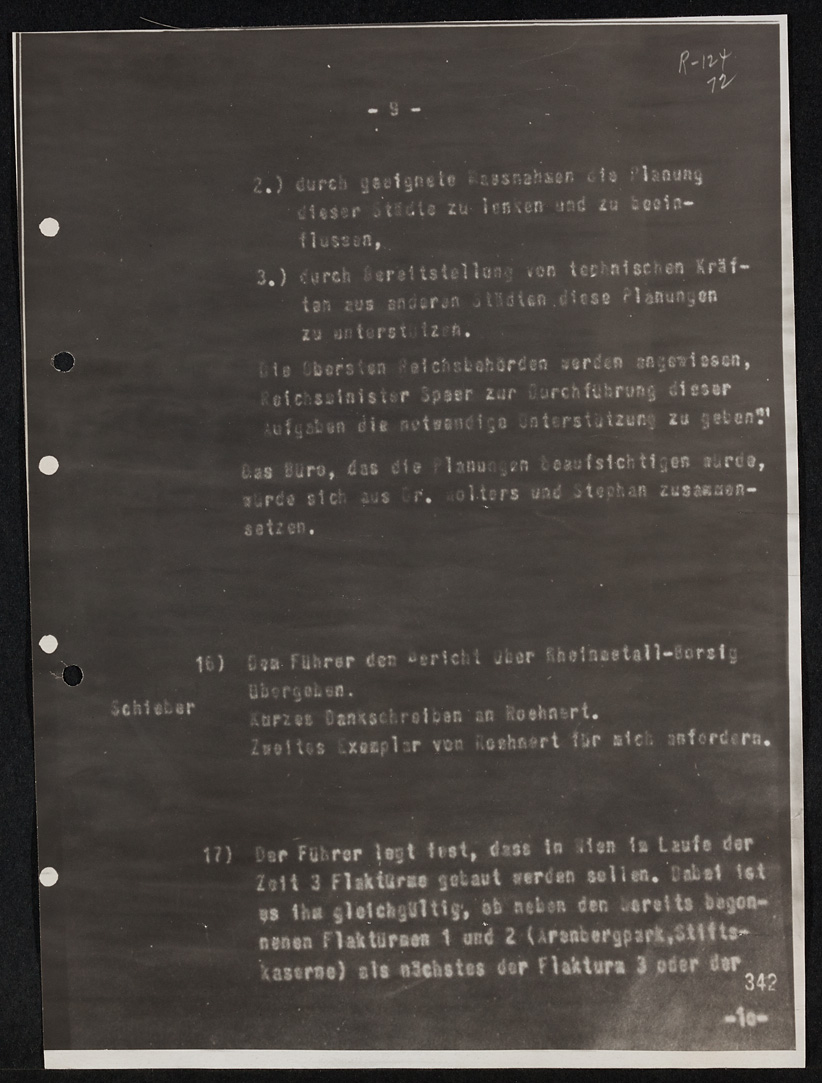 R-124
72
- 9 -
2.) durch geeignete Massnahmen die Planung
dieser Städte zu lenken und zu beein-
flussen,
3.) durch Bereitstellung von technischen Kräf-
ten aus anderen Städten diese Planungen
zu unterstützen.
Die Obersten Reichsbehörden werden angewiesen,
Reichsminister Speer zur Durchführung dieser
Aufgaben die notwendige Unterstützung zu geben."
Das Büro, das die Planungen beaufsichtigen würde,
würde sich aus Dr. Wolters und Stephan zusammen-
setzen.
16) Dem Führer den Bericht über Rheinmetall-Borsig
übergeben.
Schieber
Kurzes Dankschreiben an Roehnert.
Zweites Exemplar von Roehnert für mich anfordern.
17) Der Führer legt fest, dass in Wien im Laufe der
Zeit 3 Flaktürme gebaut werden sollen. Dabei ist
es ihm gleichgültig, ob neben den bereits begon-
nenen Flaktürmen 1 und 2 (Arenbergpark,Stifts-
kaserne) als nächstes der Flakturm 3 oder der
342
-10-